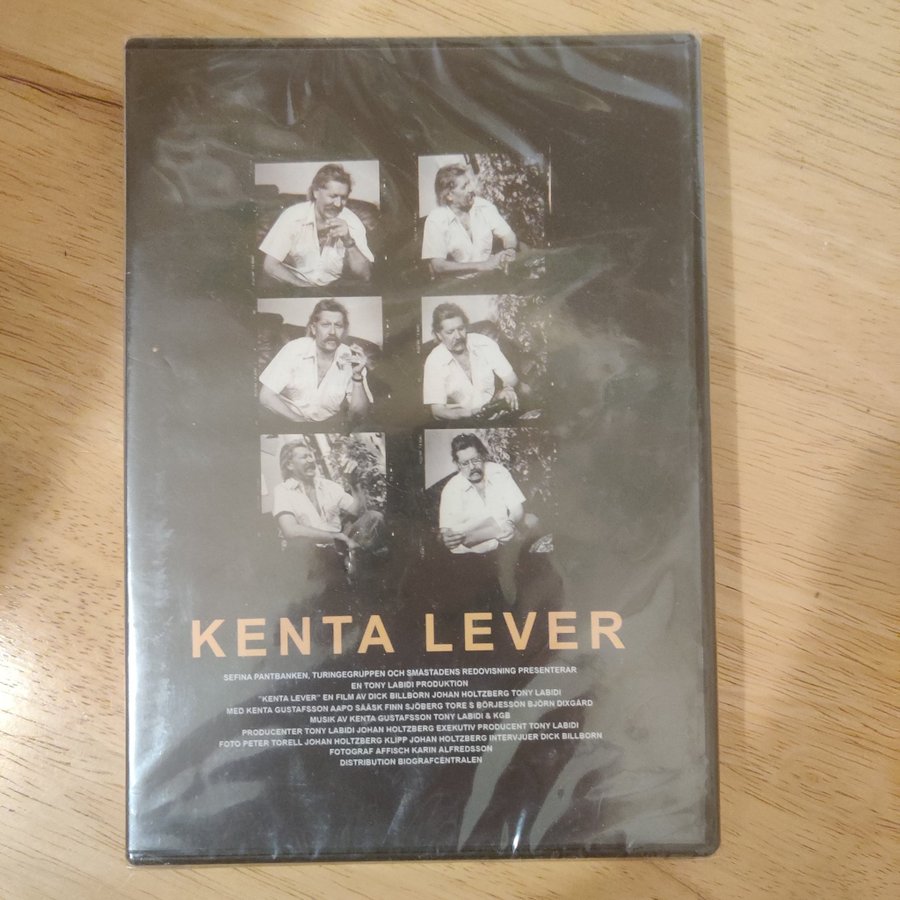 KENTA LEVER
SEFINA PANTBANKEN, TURINGEGRUPPEN OCH SMÅSTADENS REDOVISNING PRESENTERAR
EN TONY LABIDI PRODUKTION
"KENTA LEVER" EN FILM AV DICK BILLBORN JOHAN HOLTZBERG TONY LABIDI
MED KENTA GUSTAFSSON AAPO SÄÄSK FINN SJÖBERG TORE S BÖRJESSON BJÖRN DIXGÅRD
MUSIK AV KENTA GUSTAFSSON TONY LABIDI & KGB
PRODUCENTER TONY LABIDI JOHAN HOLTZBERG EXEKUTIV PRODUCENT TONY LABIDI
FOTO PETER TORELL JOHAN HOLTZBERG KLIPP JOHAN HOLTZBERG INTERVJUER DICK BILLBORN
FOTOGRAF AFFISCH KARIN ALFREDSSON
DISTRIBUTION BIOGRAFCENTRALEN